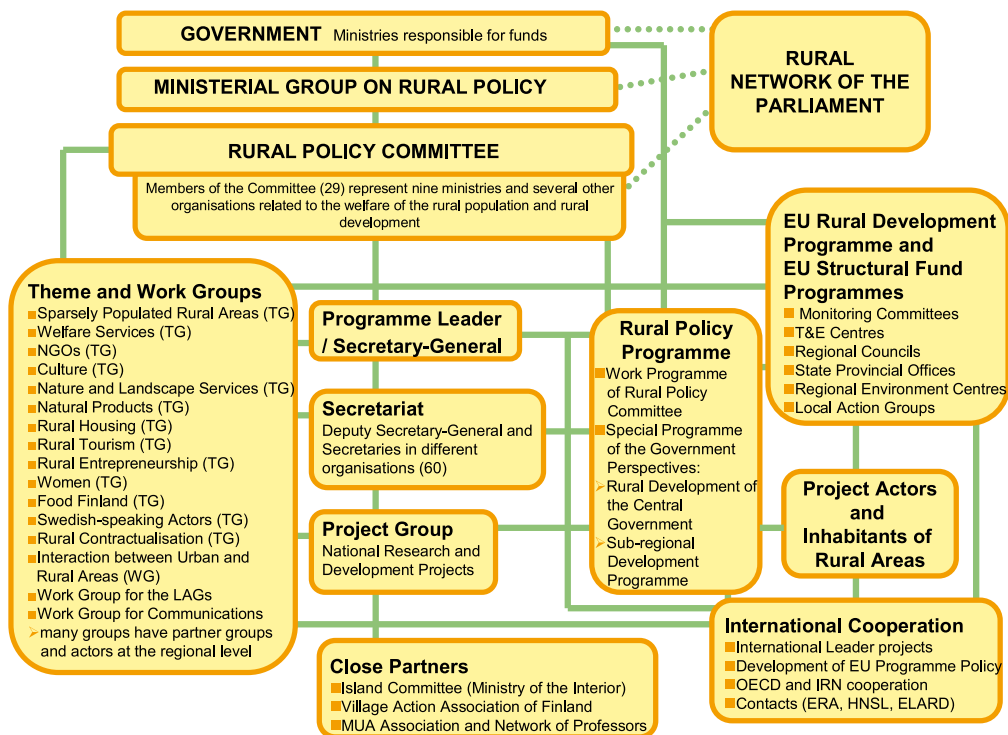 GOVERNMENT Ministries responsible for funds
MINISTERIAL GROUP ON RURAL POLICY
RURAL POLICY COMMITTEE
Members of the Committee (29) represent nine ministries and several other
organisations related to the welfare of the rural population and rural
development
RURAL
NETWORK OF THE
PARLIAMENT
Theme and Work Groups
Sparsely Populated Rural Areas (TG)
Welfare Services (TG)
NGOs (TG)
Culture (TG)
Nature and Landscape Services (TG)
Natural Products (TG)
Rural Housing (TG)
Rural Tourism (TG)
Rural Entrepreneurship (TG)
Women (TG)
Food Finland (TG)
Swedish-speaking Actors (TG)
Rural Contractualisation (TG)
Interaction between Urban and
Rural Areas (WG)
Work Group for the LAGs
Work Group for Communications
many groups have partner groups
and actors at the regional level
Programme Leader
/ Secretary-General
Secretariat
Deputy Secretary-General and
Secretaries in different
organisations (60)
Project Group
National Research and
Development Projects
Close Partners
Island Committee (Ministry of the Interior)
Village Action Association of Finland
MUA Association and Network of Professors
Rural Policy
Programme
Work Programme
of Rural Policy
Committee
Special Programme
of the Government
Perspectives:
Rural Development of
the Central
Government
Sub-regional
Development
Programme
EU Rural Development
Programme and
EU Structural Fund
Programmes
Monitoring Committees
T&E Centres
Regional Councils
State Provincial Offices
Regional Environment Centres
Local Action Groups
Project Actors
and
Inhabitants of
Rural Areas
International Cooperation
International Leader projects
Development of EU Programme Policy
OECD and IRN cooperation
Contacts (ERA, HNSL, ELARD)